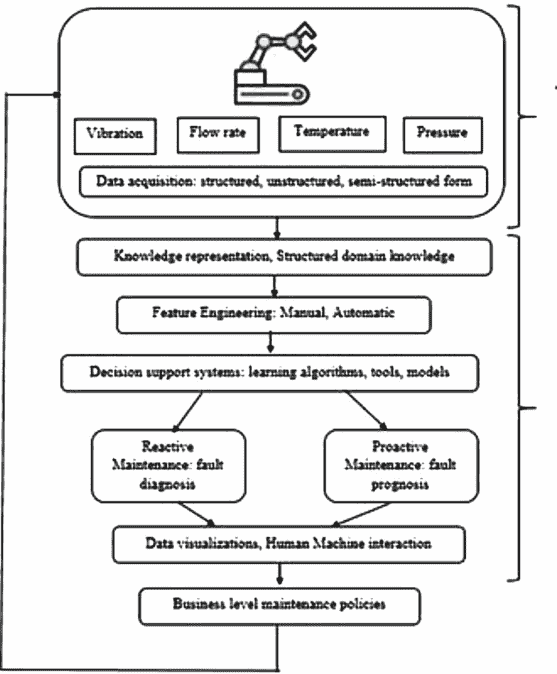 Vibration
Flow rate
Temperature
Pressure
Data acquisition: structured, unstructured, semi-structured form
Knowledge representation, Structured domain knowledge
Feature Engineering: Manual, Automatic
Decision support systems: learning algorithms, tools, models
Reactive
Maintenance: fault
diagnosis
Proactive
Maintenance: fault
prognosis
Data visualizations, Human Machine interaction
Business level maintenance policies